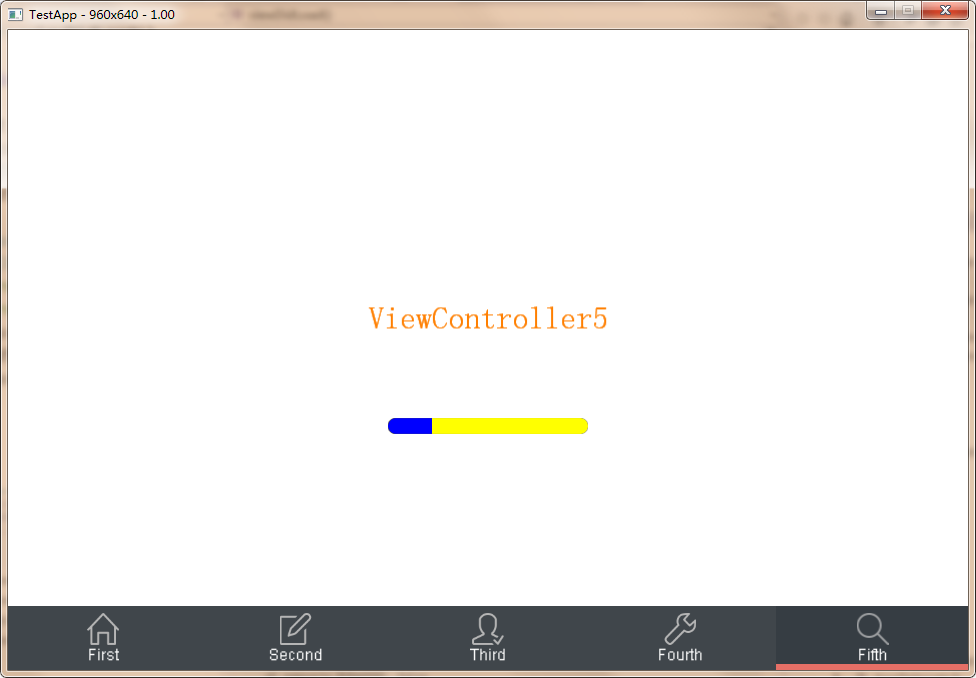 TestApp - 960x640 - 1.00
ViewController5
First
Second
Third
Fourth
Fifth